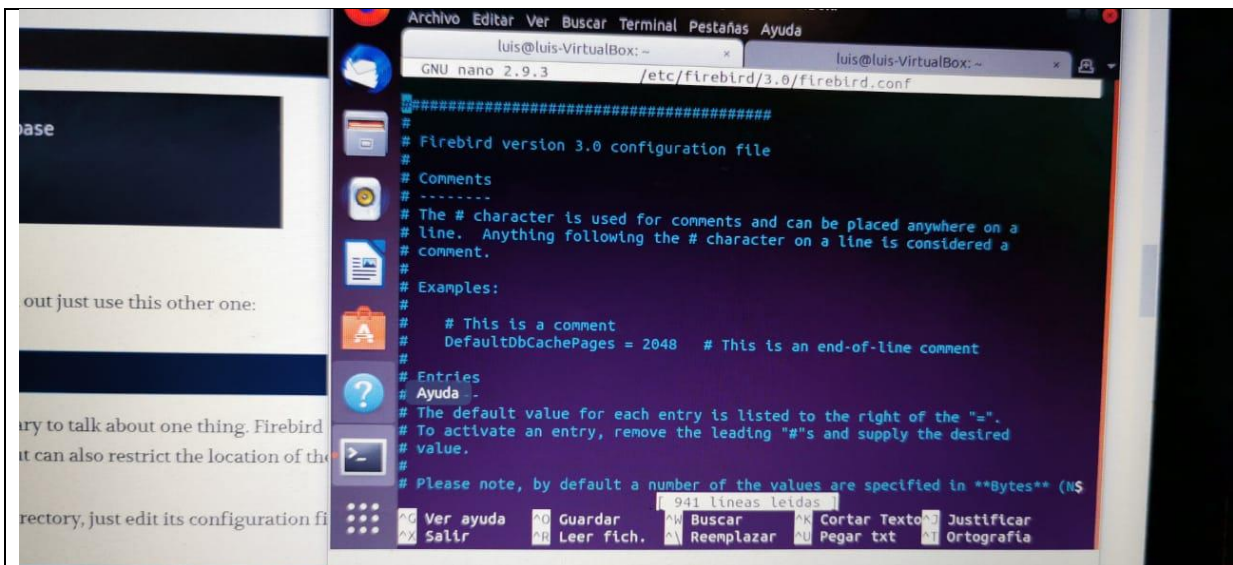 base
out just use this other one:
ry to talk about one thing. Firebird
t can also restrict the location of the
rectory, just edit its configuration fi
Archivo Editar Ver Buscar Terminal Pestañas Ayuda
luis@luis-VirtualBox: ~ ×
luis@luis-VirtualBox: ~ ×
GNU nano 2.9.3 /etc/firebird/3.0/firebird.conf
########################################
#
# Firebird version 3.0 configuration file
#
# Comments
# --------
# The # character is used for comments and can be placed anywhere on a
# line. Anything following the # character on a line is considered a
# comment.
#
# Examples:
#
# # This is a comment
# DefaultDbCachePages = 2048 # This is an end-of-line comment
#
# Entries
# Ayuda --
# The default value for each entry is listed to the right of the "=".
# To activate an entry, remove the leading "#"s and supply the desired
# value.
#
# Please note, by default a number of the values are specified in **Bytes** (N$
[ 941 líneas leídas ]
^G Ver ayuda ^O Guardar ^W Buscar ^K Cortar Texto ^J Justificar
^X Salir ^R Leer fich. ^\ Reemplazar ^U Pegar txt ^T Ortografía